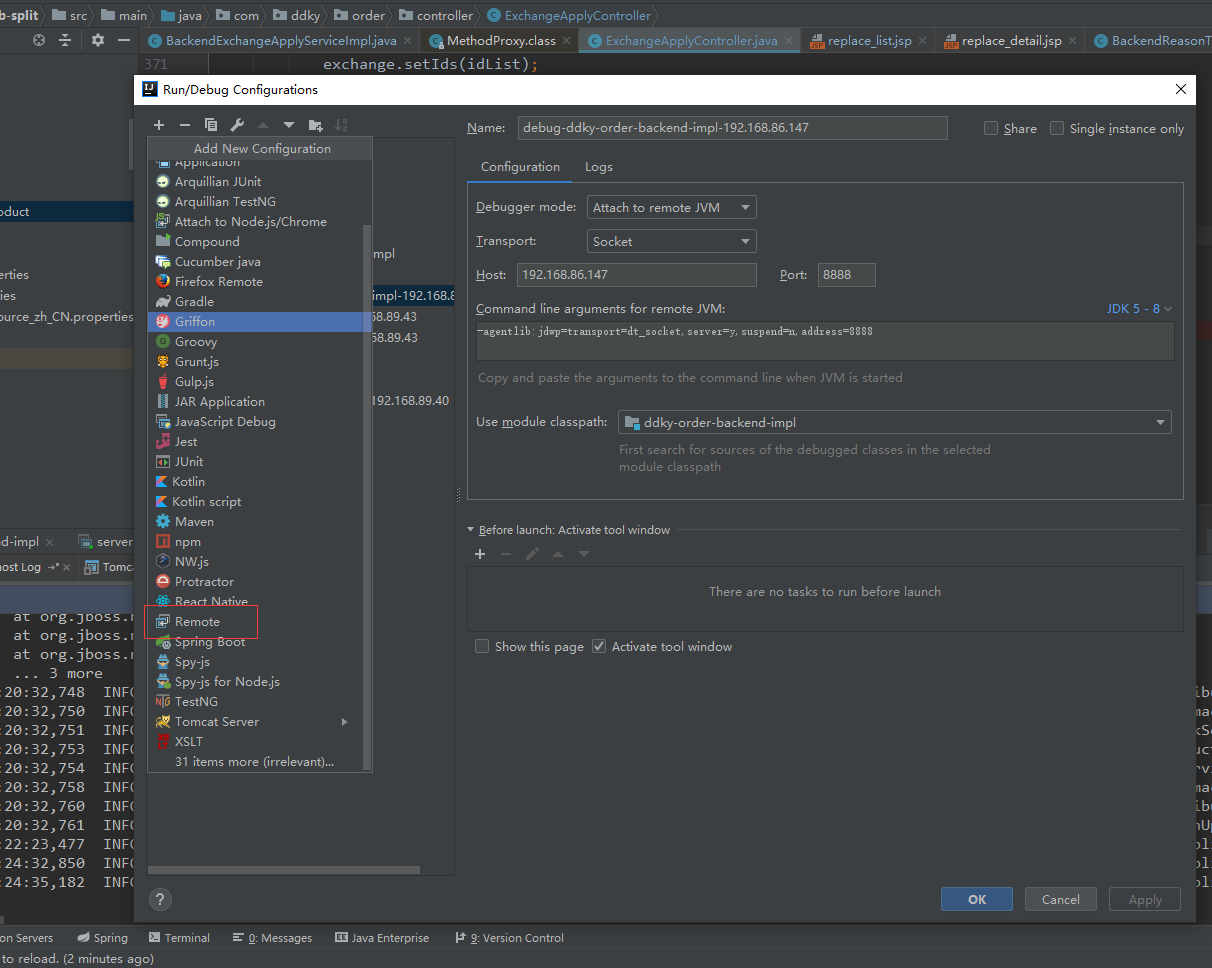 b-split src main java com ddky order controller ExchangeApplyController
BackendExchangeApplyServiceImpl.java MethodProxy.class ExchangeApplyController.java replace_list.jsp replace_detail.jsp BackendReasonT
371 exchange.setIds(idList);
Run/Debug Configurations
Add New Configuration
Application
Arquillian JUnit
Arquillian TestNG
Attach to Node.js/Chrome
Compound
Cucumber java
Firefox Remote
Gradle
Griffon
Groovy
Grunt.js
Gulp.js
JAR Application
JavaScript Debug
Jest
JUnit
Kotlin
Kotlin script
Maven
npm
NW.js
Protractor
React Native
Remote
Spring Boot
Spy-js
Spy-js for Node.js
TestNG
Tomcat Server
XSLT
31 items more (irrelevant)...
mpl
impl-192.168.8
68.89.43
68.89.43
192.168.89.40
Name: debug-ddky-order-backend-impl-192.168.86.147 Share Single instance only
Configuration Logs
Debugger mode: Attach to remote JVM
Transport: Socket
Host: 192.168.86.147 Port: 8888
Command line arguments for remote JVM: JDK 5 - 8
-agentlib:jdwp=transport=dt_socket,server=y,suspend=n,address=8888
Copy and paste the arguments to the command line when JVM is started
Use module classpath: ddky-order-backend-impl
First search for sources of the debugged classes in the selected
module classpath
Before launch: Activate tool window
There are no tasks to run before launch
Show this page Activate tool window
? OK Cancel Apply
oduct
erties
ies
ource_zh_CN.properties
d-impl server
host Log Tomca
at org.jboss.n
at org.jboss.n
at org.jboss.n
... 3 more
:20:32,748 INFO
:20:32,750 INFO
:20:32,751 INFO
:20:32,753 INFO
:20:32,754 INFO
:20:32,758 INFO
:20:32,760 INFO
:20:32,761 INFO
:22:23,477 INFO
:24:32,850 INFO
:24:35,182 INFO
on Servers Spring Terminal 0: Messages Java Enterprise 9: Version Control
to reload. (2 minutes ago)